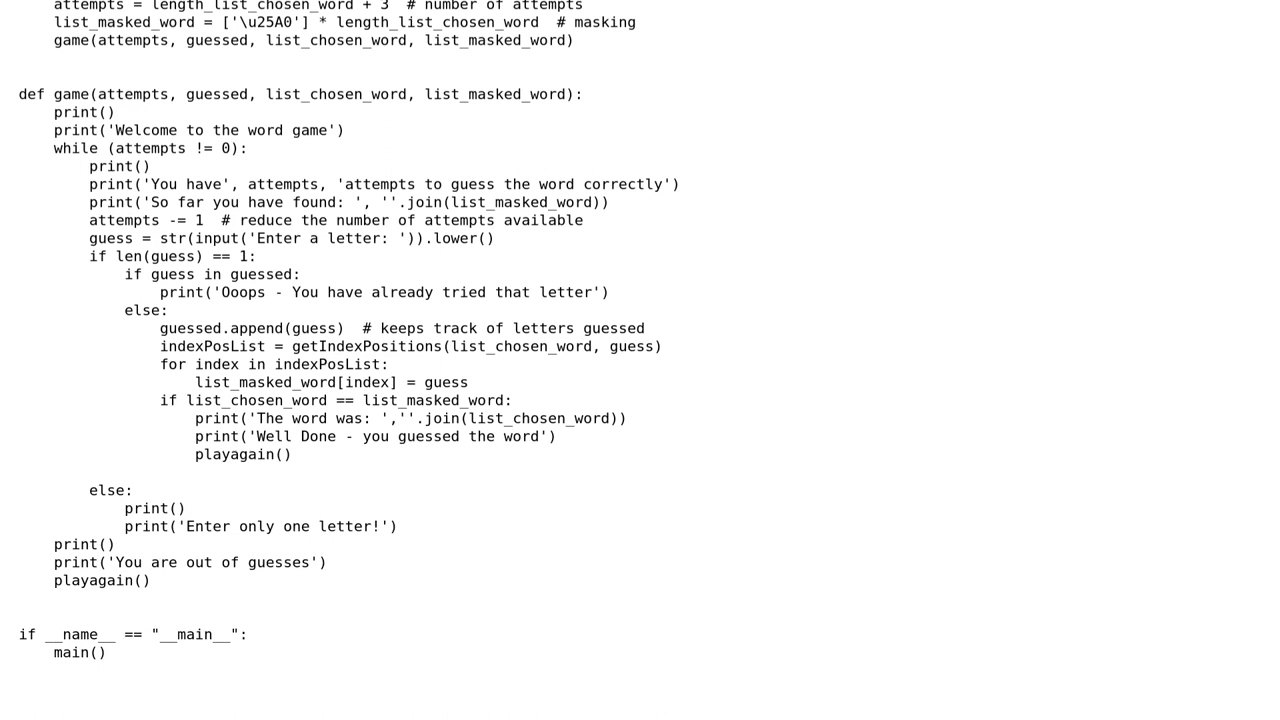 attempts = length_list_chosen_word + 3  # number of attempts
    list_masked_word = ['\u25A0'] * length_list_chosen_word  # masking
    game(attempts, guessed, list_chosen_word, list_masked_word)


def game(attempts, guessed, list_chosen_word, list_masked_word):
    print()
    print('Welcome to the word game')
    while (attempts != 0):
        print()
        print('You have', attempts, 'attempts to guess the word correctly')
        print('So far you have found: ', ''.join(list_masked_word))
        attempts -= 1  # reduce the number of attempts available
        guess = str(input('Enter a letter: ')).lower()
        if len(guess) == 1:
            if guess in guessed:
                print('Ooops - You have already tried that letter')
            else:
                guessed.append(guess)  # keeps track of letters guessed
                indexPosList = getIndexPositions(list_chosen_word, guess)
                for index in indexPosList:
                    list_masked_word[index] = guess
                if list_chosen_word == list_masked_word:
                    print('The word was: ',''.join(list_chosen_word))
                    print('Well Done - you guessed the word')
                    playagain()

        else:
            print()
            print('Enter only one letter!')
    print()
    print('You are out of guesses')
    playagain()


if __name__ == "__main__":
    main()